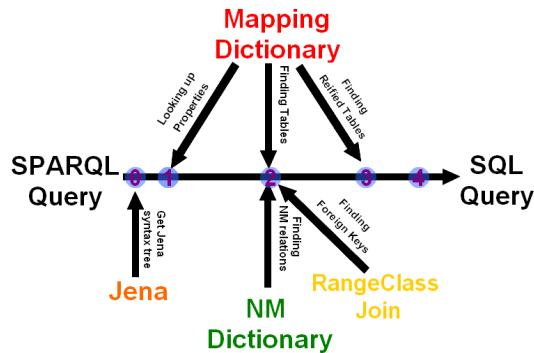 Mapping
Dictionary
Looking up
Properties
Finding Tables
Finding
Reified Tables
SPARQL
Query
0
1
2
3
4
SQL
Query
Get Jena
syntax tree
Finding
NM relations
Finding
Foreign Keys
Jena
NM
Dictionary
RangeClass
Join